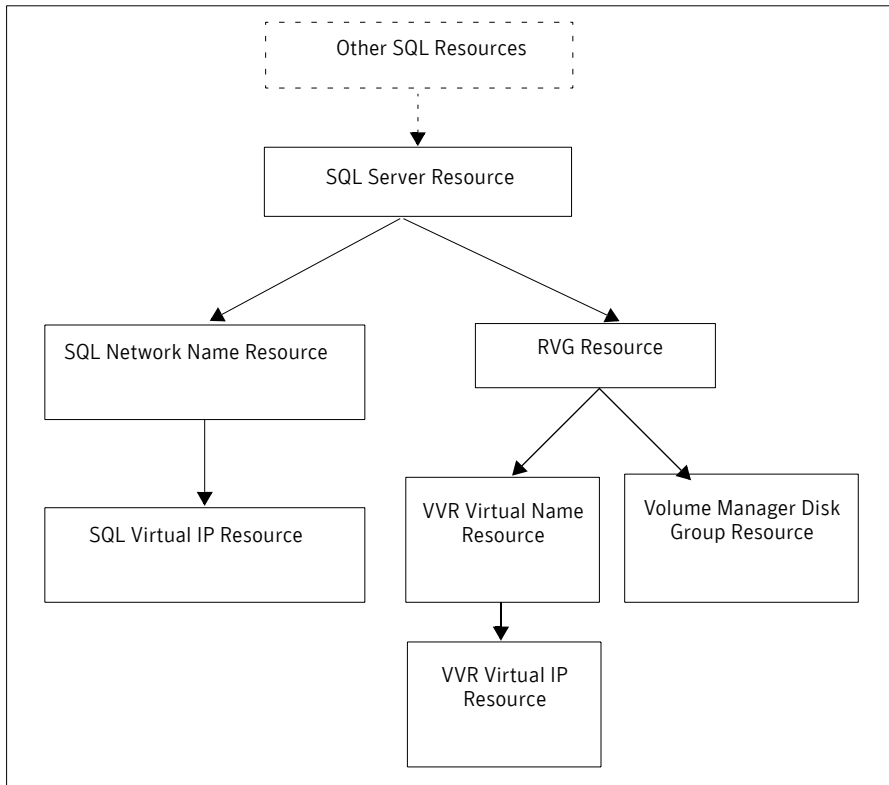 Other SQL Resources
SQL Server Resource
SQL Network Name Resource
RVG Resource
SQL Virtual IP Resource
VVR Virtual Name
Resource
Volume Manager Disk
Group Resource
VVR Virtual IP
Resource